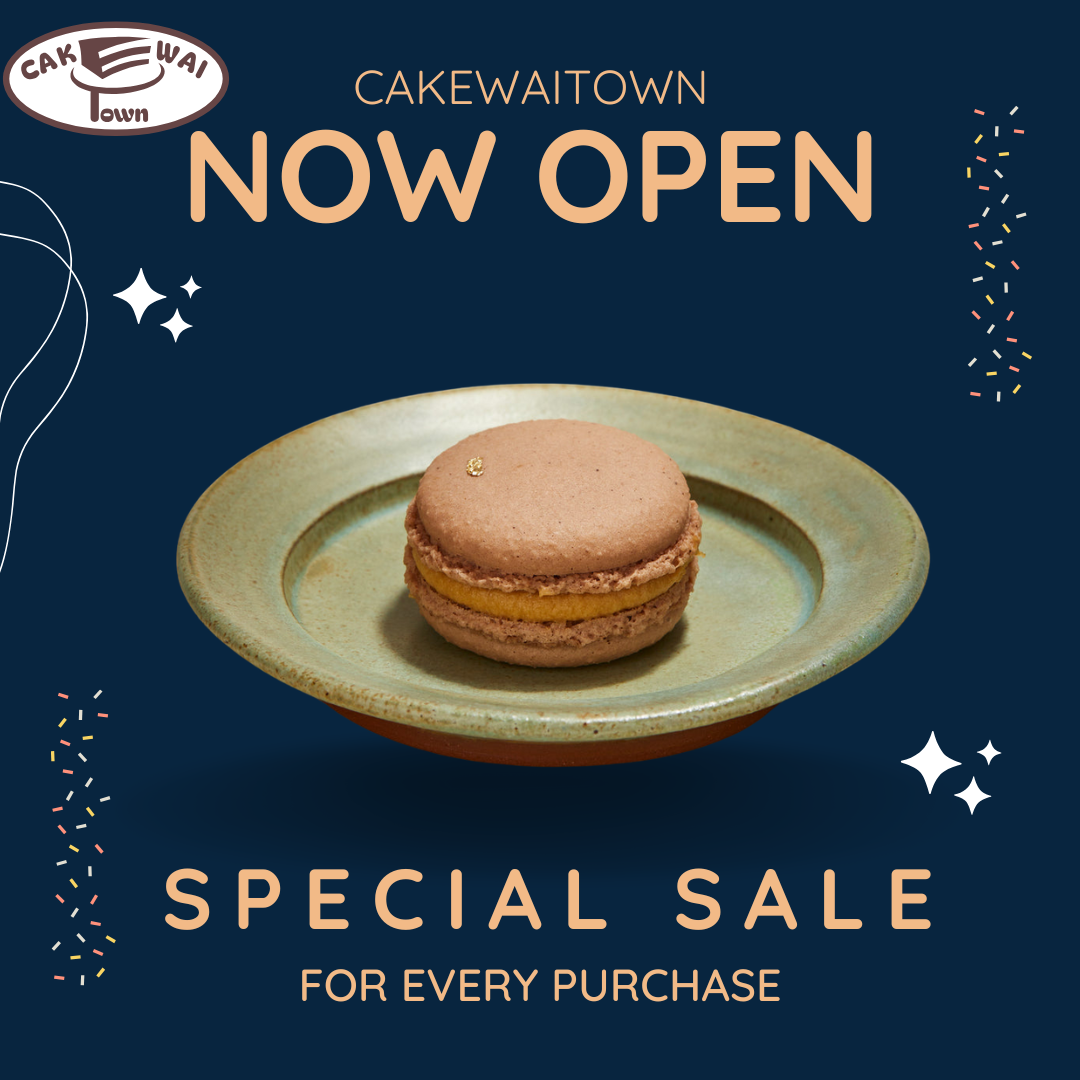 CAKEWAI
Town
CAKEWAITOWN
NOW OPEN
SPECIAL SALE
FOR EVERY PURCHASE